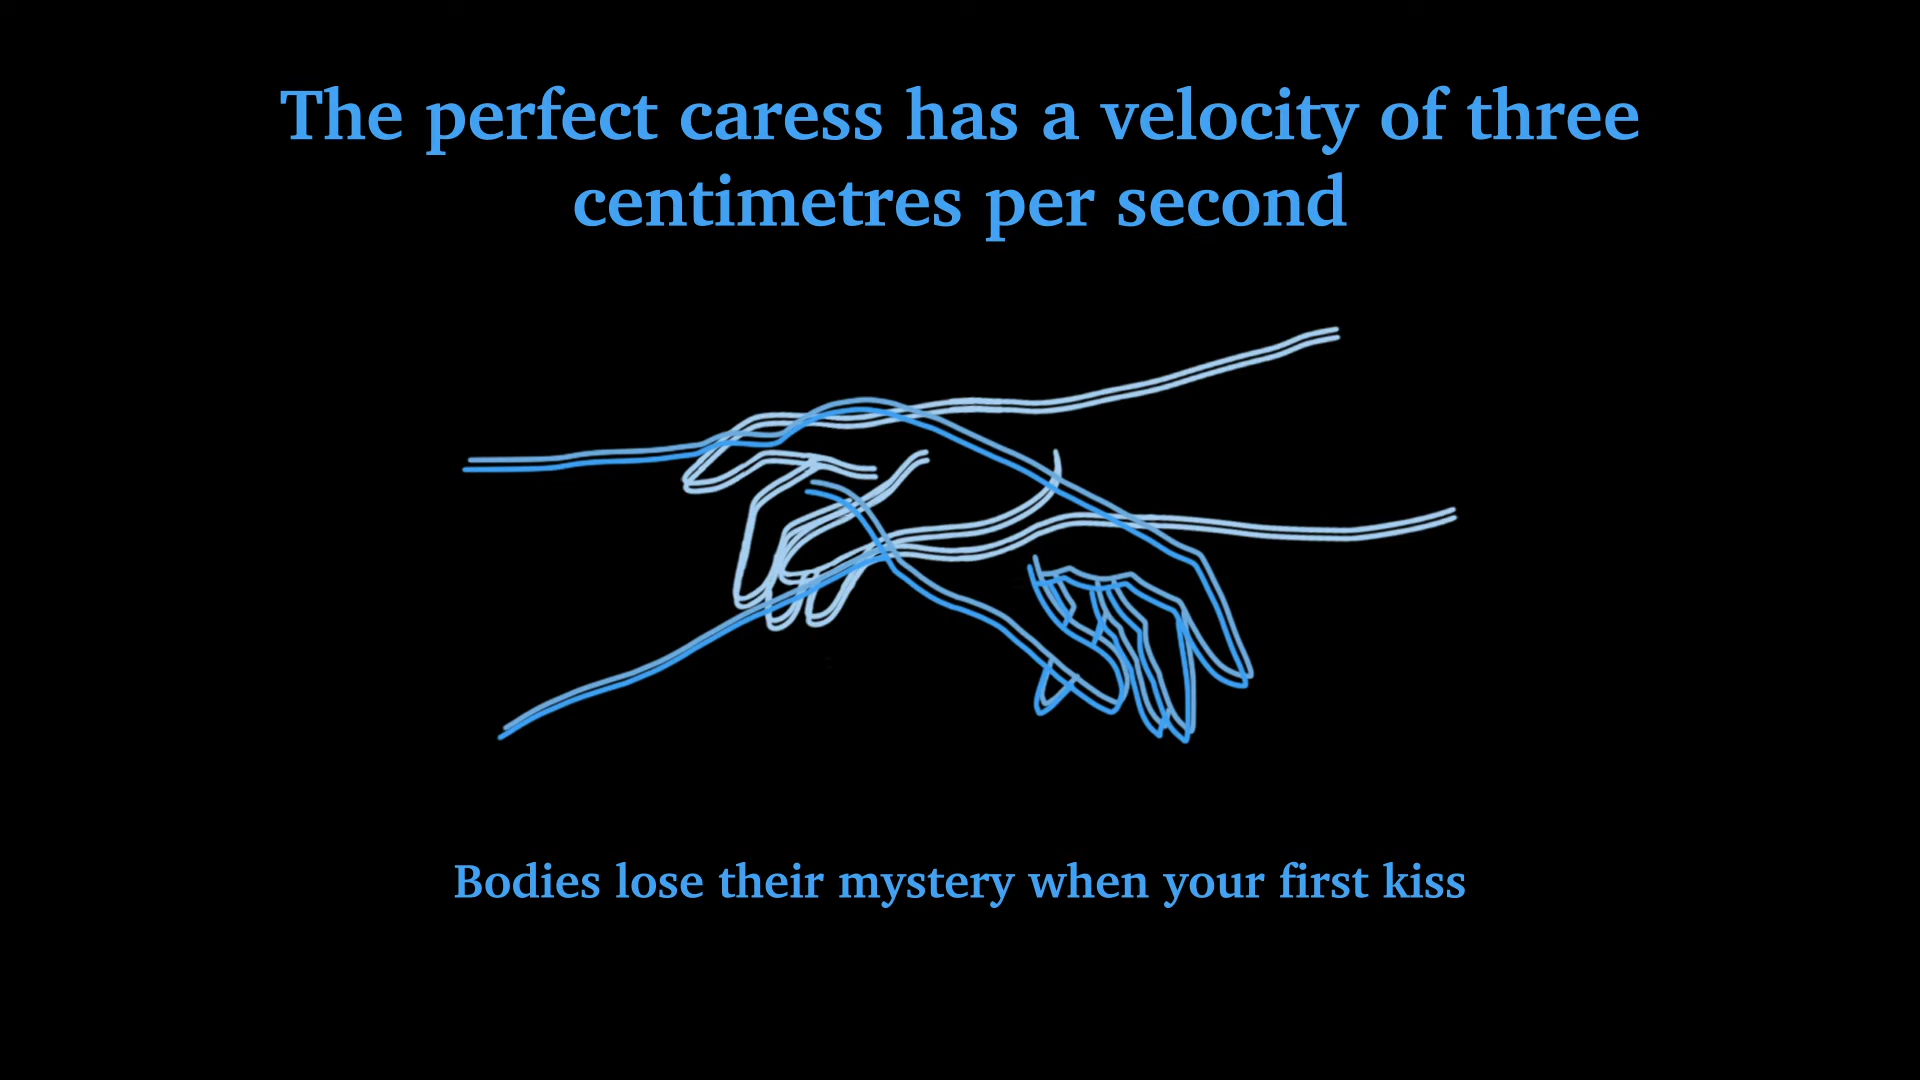 The perfect caress has a velocity of three
centimetres per second
Bodies lose their mystery when your first kiss